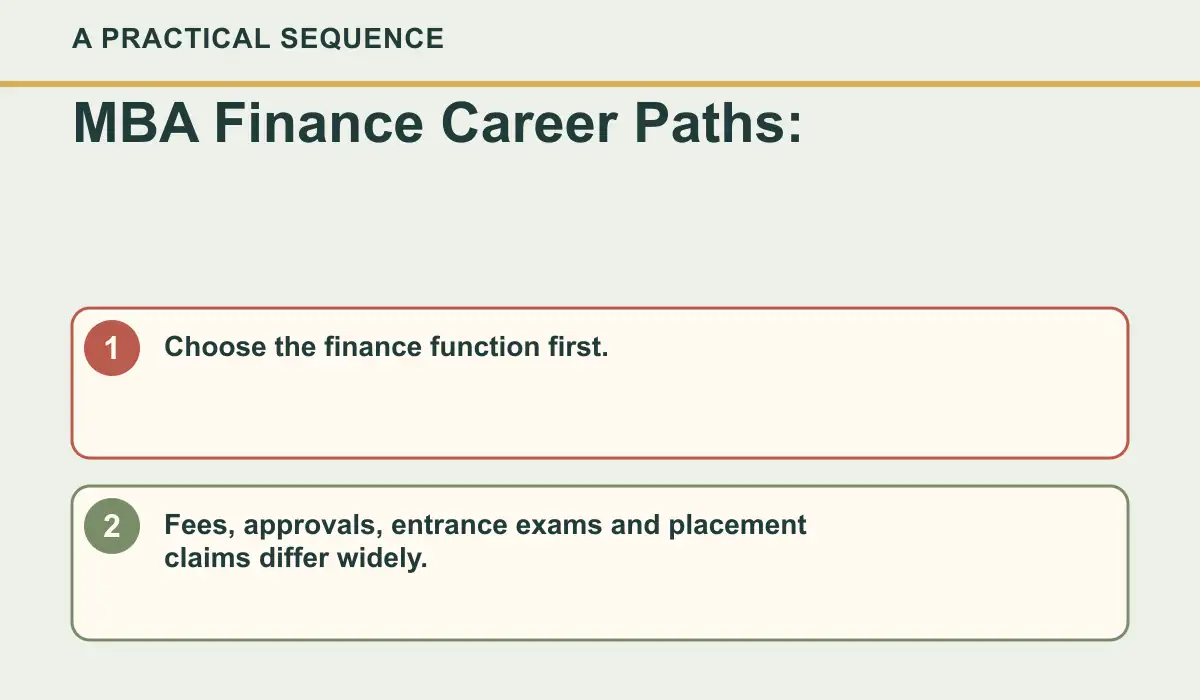 A PRACTICAL SEQUENCE
MBA Finance Career Paths:
1
Choose the finance function first.
2
Fees, approvals, entrance exams and placement
claims differ widely.